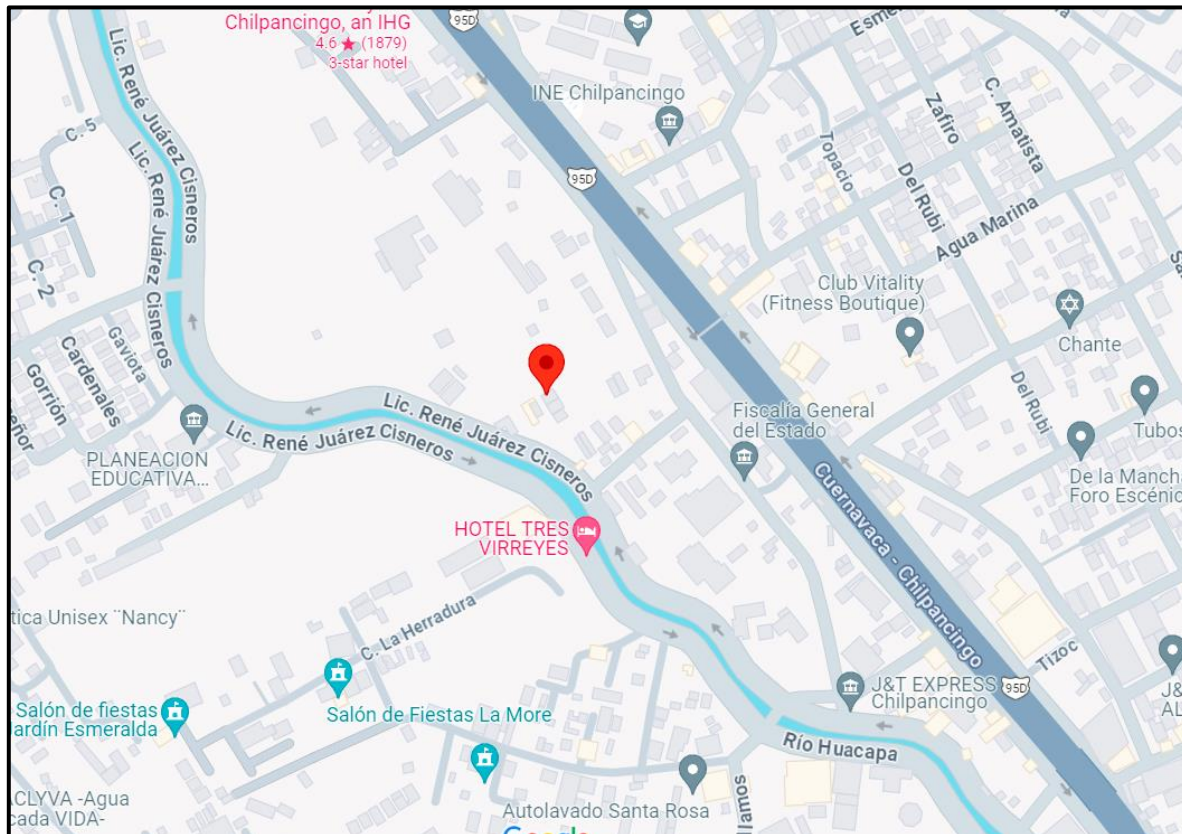 Chilpancingo, an IHG
4.6 ★ (1879)
3-star hotel
95D
Lic. René Juárez Cisneros
Lic. René Juárez Cisneros
C. 5
C. 1
C. 2
INE Chilpancingo
95D
Zafiro
C. Amatista
Topacio
Del Rubí
Agua Marina
Club Vitality
(Fitness Boutique)
Chante
Gaviota
Cardenales
Gorrión
Lic. René Juárez Cisneros
Lic. René Juárez Cisneros
PLANEACION
EDUCATIVA...
Fiscalía General
del Estado
Del Rubí
Tubos
De la Mancha
Foro Escénic
HOTEL TRES
VIRREYES
Cuernavaca - Chilpancingo
tica Unisex ¨Nancy¨
C. La Herradura
Tizoc
J&T EXPRESS
Chilpancingo
95D
J&
AL
Salón de fiestas
Jardín Esmeralda
Salón de Fiestas La More
Río Huacapa
ACLYVA -Agua
cada VIDA-
Autolavado Santa Rosa